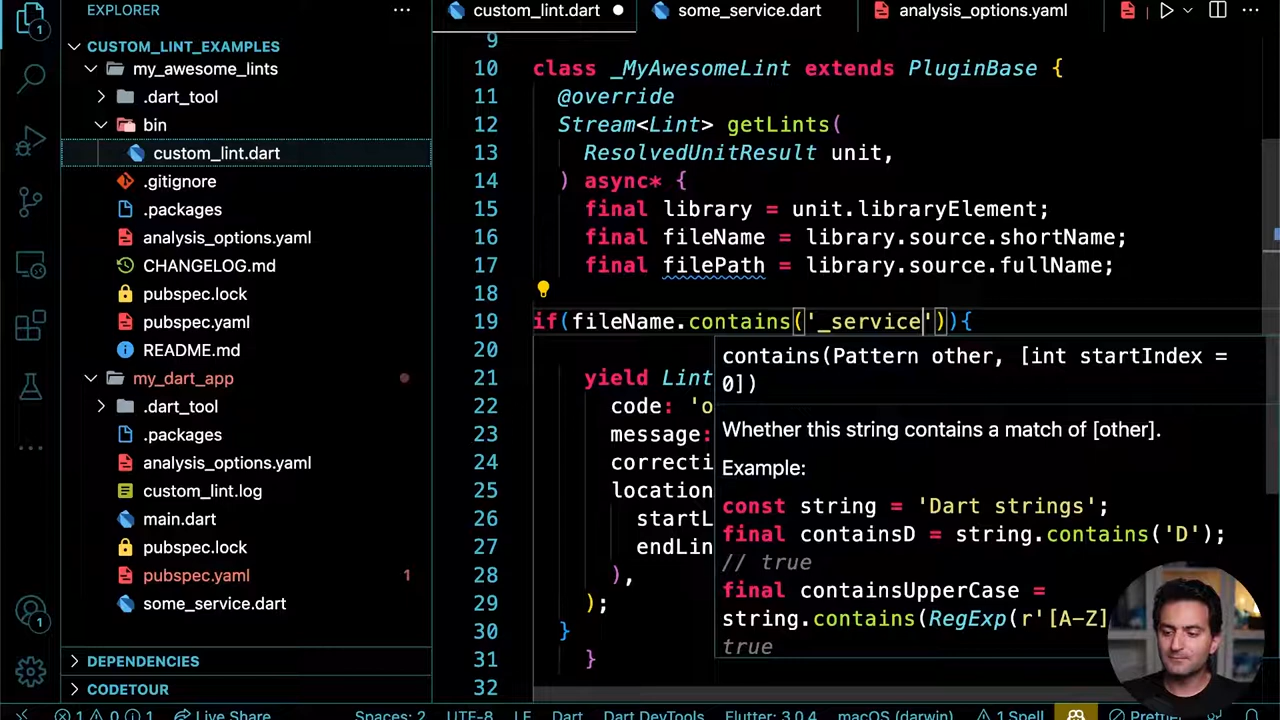 EXPLORER
CUSTOM_LINT_EXAMPLES
my_awesome_lints
.dart_tool
bin
custom_lint.dart
.gitignore
.packages
analysis_options.yaml
CHANGELOG.md
pubspec.lock
pubspec.yaml
README.md
my_dart_app
.dart_tool
.packages
analysis_options.yaml
custom_lint.log
main.dart
pubspec.lock
pubspec.yaml 1
some_service.dart
DEPENDENCIES
CODETOUR
1
1
custom_lint.dart some_service.dart analysis_options.yaml
9
10 class _MyAwesomeLint extends PluginBase {
11 @override
12 Stream<Lint> getLints(
13 ResolvedUnitResult unit,
14 ) async* {
15 final library = unit.libraryElement;
16 final fileName = library.source.shortName;
17 final filePath = library.source.fullName;
18
19 if(fileName.contains('_service')){
20
21 yield Lint
22 code: 'o
23 message:
24 correcti
25 location
26 startL
27 endLin
28 ),
29 );
30 }
31 }
32
contains(Pattern other, [int startIndex =
0])
Whether this string contains a match of [other].
Example:
const string = 'Dart strings';
final containsD = string.contains('D');
// true
final containsUpperCase =
string.contains(RegExp(r'[A-Z]
true
1 0 1 Live Share Spaces: 2 UTF-8 LF Dart Dart DevTools Flutter: 3.0.4 macOS (darwin) 1 Spell Prettier